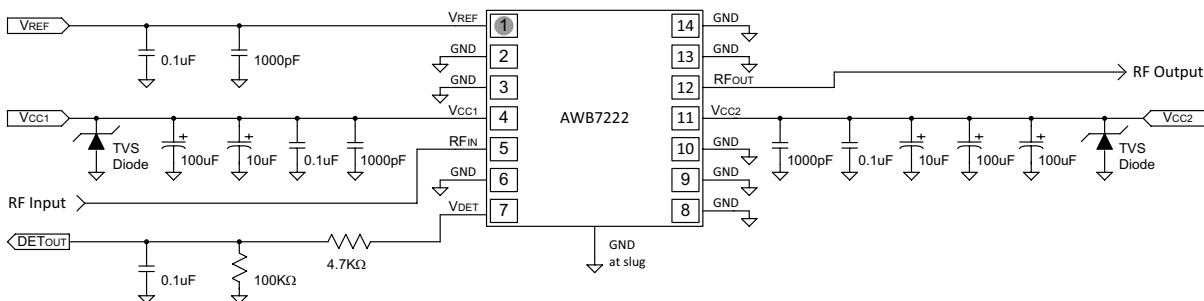 VREF
0.1uF
1000pF
VREF
1
GND
2
GND
3
VCC1
TVS
Diode
100uF
+
10uF
+
0.1uF
1000pF
VCC1
4
RFIN
5
GND
6
RF Input
VDET
7
DETOUT
0.1uF
100KΩ
4.7KΩ
AWB7222
GND
at slug
14
GND
13
GND
12
RFOUT
RF Output
11
VCC2
VCC2
1000pF
0.1uF
10uF
+
100uF
+
100uF
+
TVS
Diode
10
GND
9
GND
8
GND